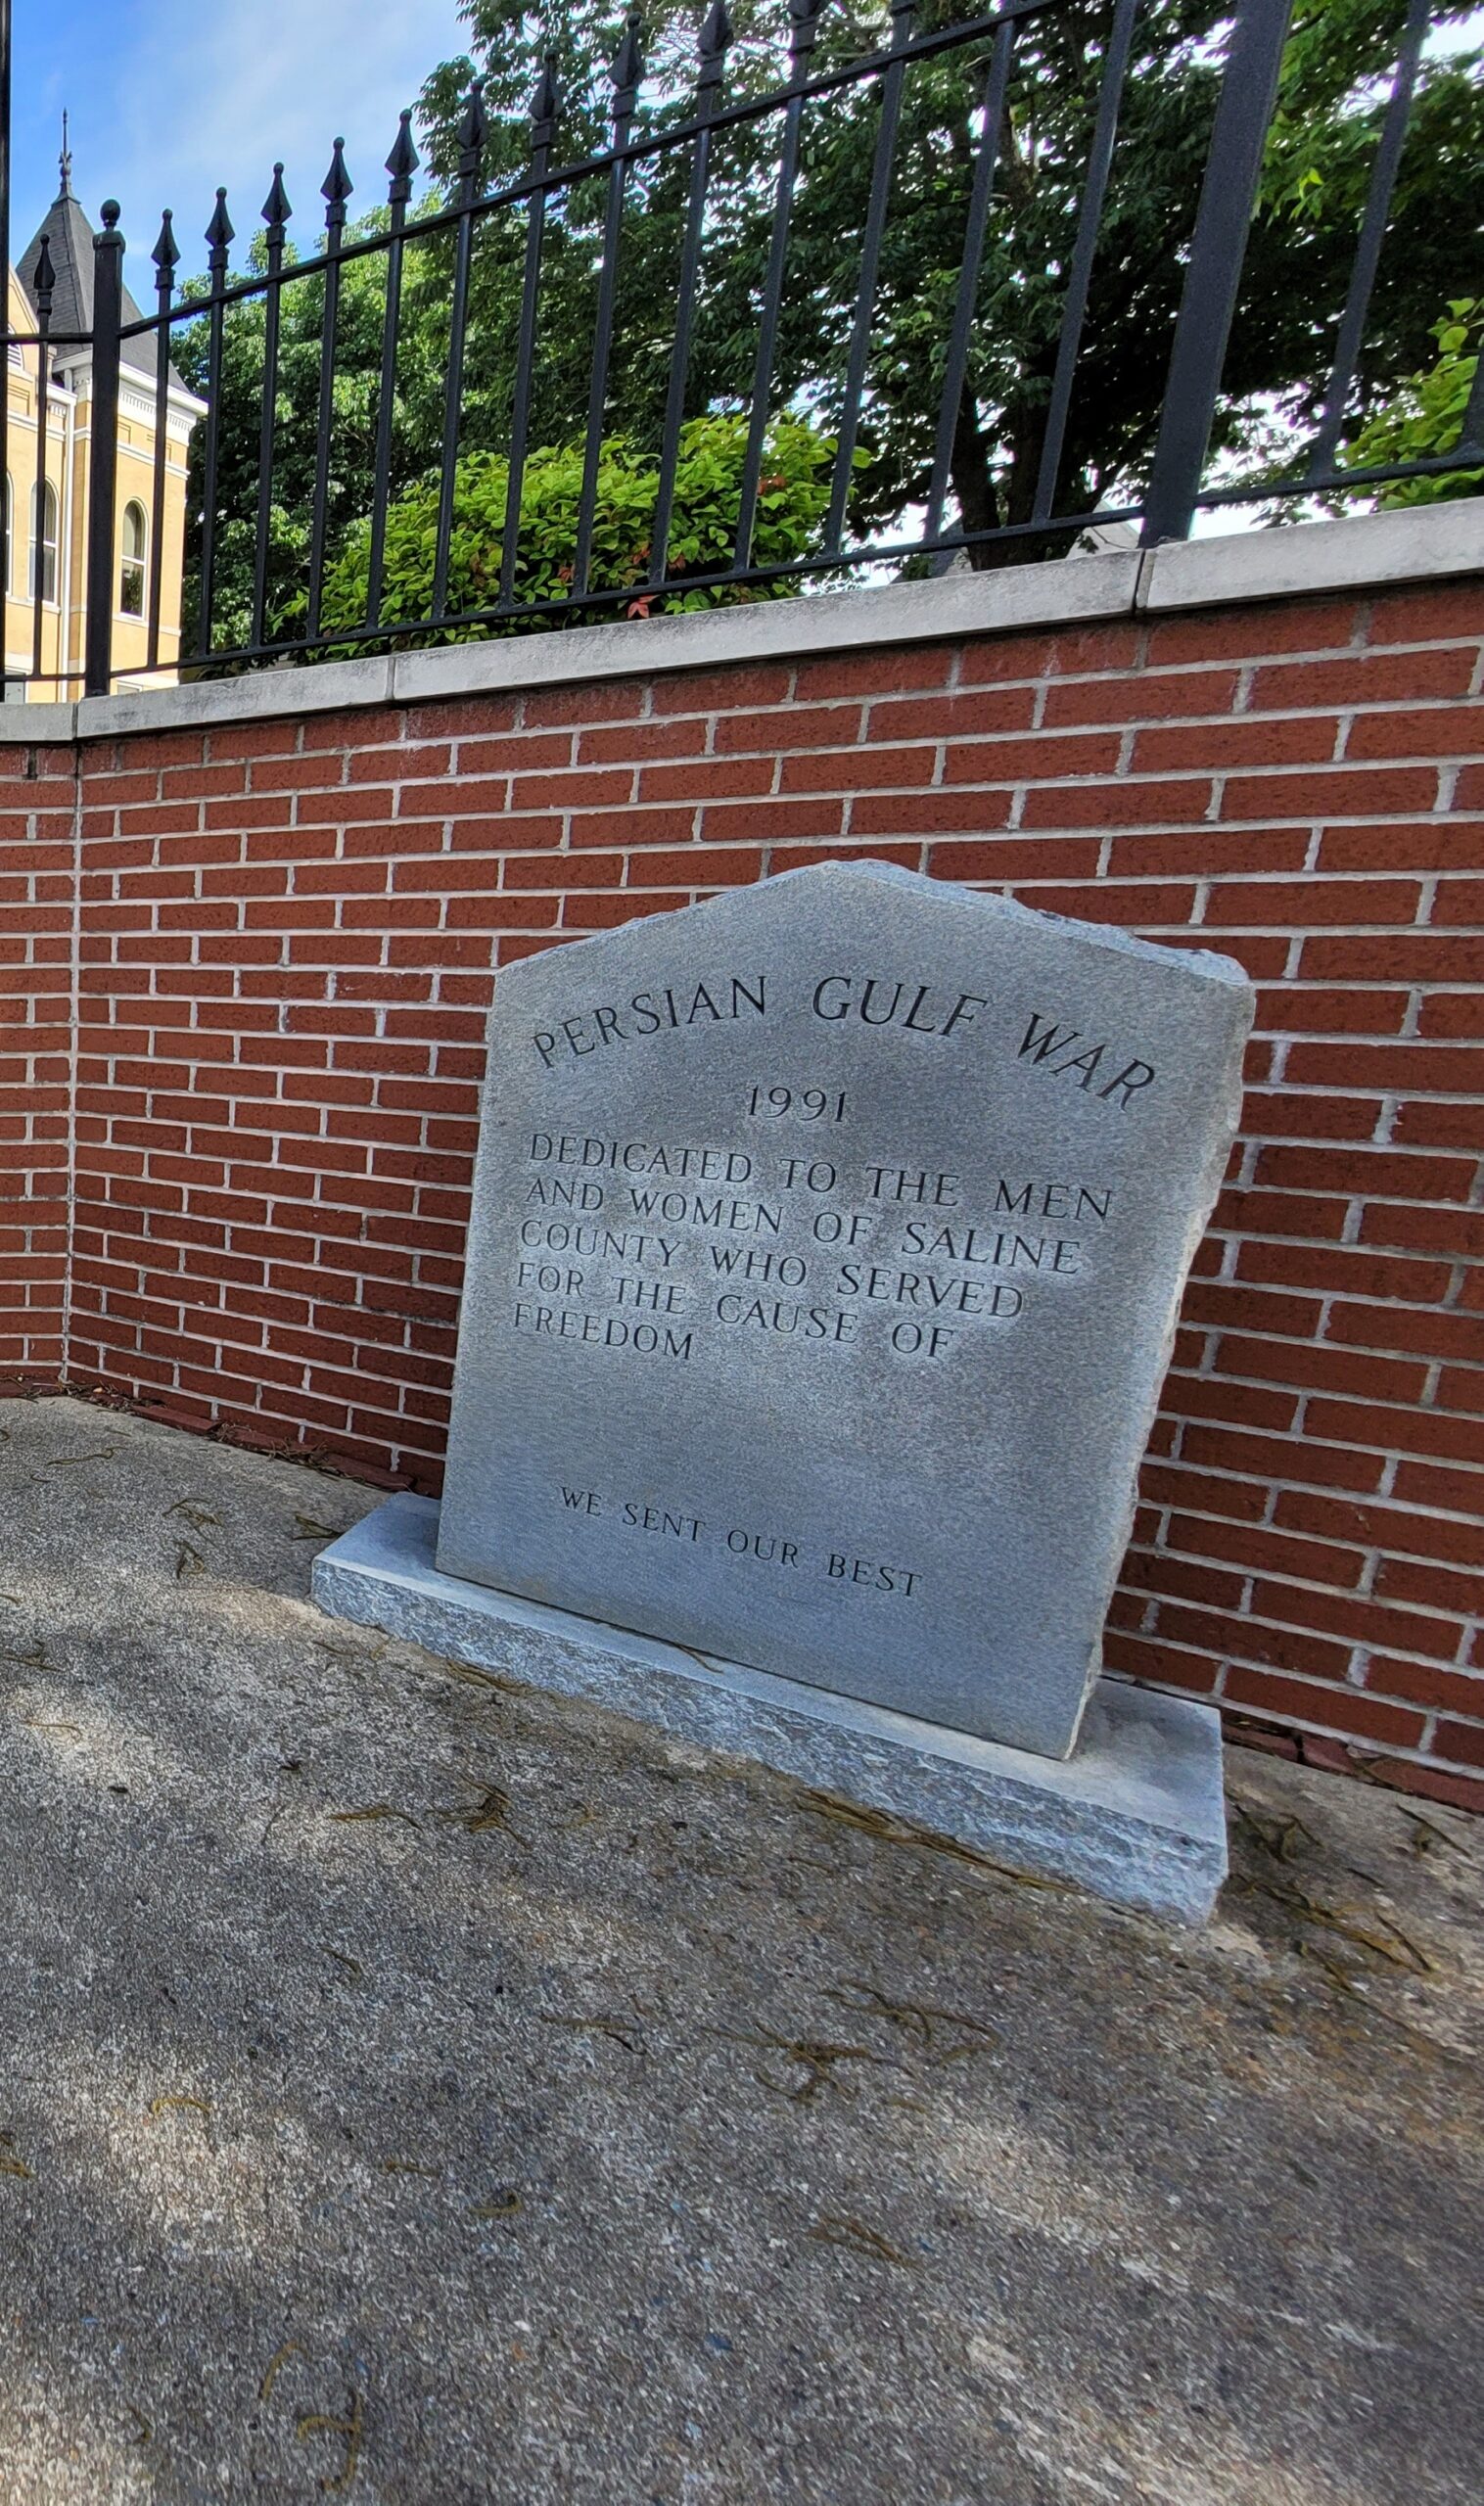 PERSIAN GULF WAR
1991
DEDICATED TO THE MEN
AND WOMEN OF SALINE
COUNTY WHO SERVED
FOR THE CAUSE OF
FREEDOM
WE SENT OUR BEST